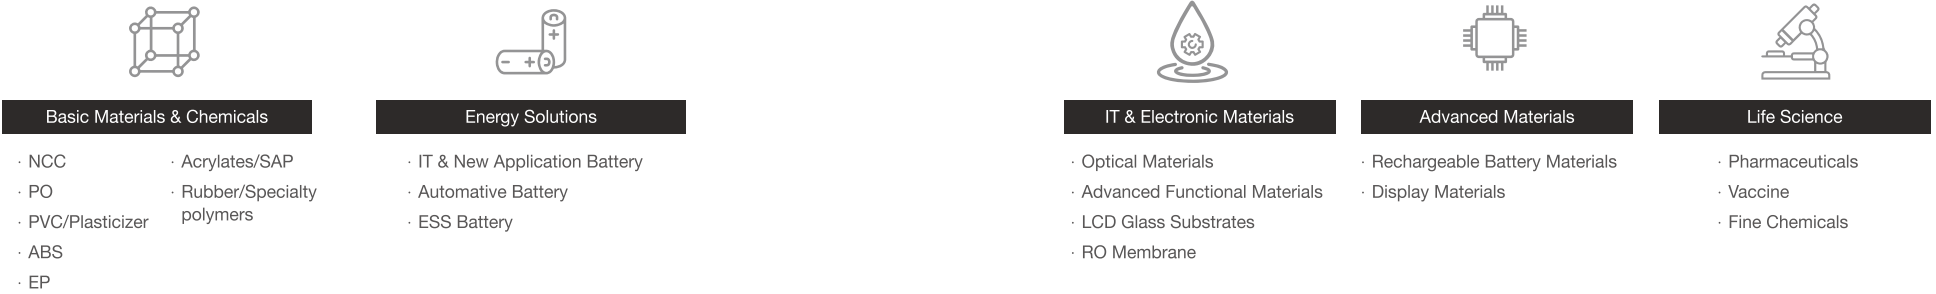 Basic Materials & Chemicals
· NCC
· PO
· PVC/Plasticizer
· ABS
· EP
· Acrylates/SAP
· Rubber/Specialty
polymers
Energy Solutions
· IT & New Application Battery
· Automative Battery
· ESS Battery
IT & Electronic Materials
· Optical Materials
· Advanced Functional Materials
· LCD Glass Substrates
· RO Membrane
Advanced Materials
· Rechargeable Battery Materials
· Display Materials
Life Science
· Pharmaceuticals
· Vaccine
· Fine Chemicals